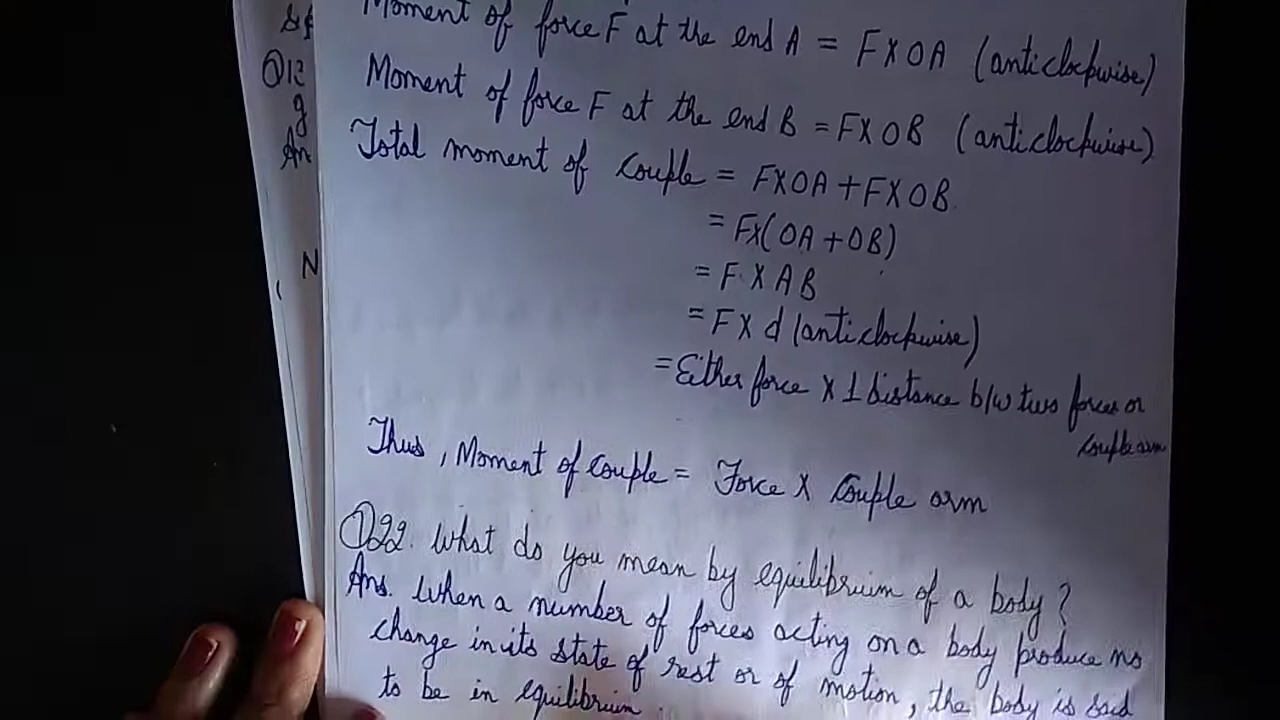 Moment of force F at the end A = F X OA (anticlockwise)
Moment of force F at the end B = F X OB (anticlockwise)
Total moment of Couple = F X OA + F X OB
= F X (OA + OB)
= F X AB
= F X d (anticlockwise)
= Either force X ⊥ distance b/w two forces or
couple arm
Thus, Moment of Couple = Force X Couple arm
Q22. What do you mean by equilibrium of a body?
Ans. When a number of forces acting on a body produce no
change in its state of rest or of motion, the body is said
to be in equilibrium.
Q12
g
An
N